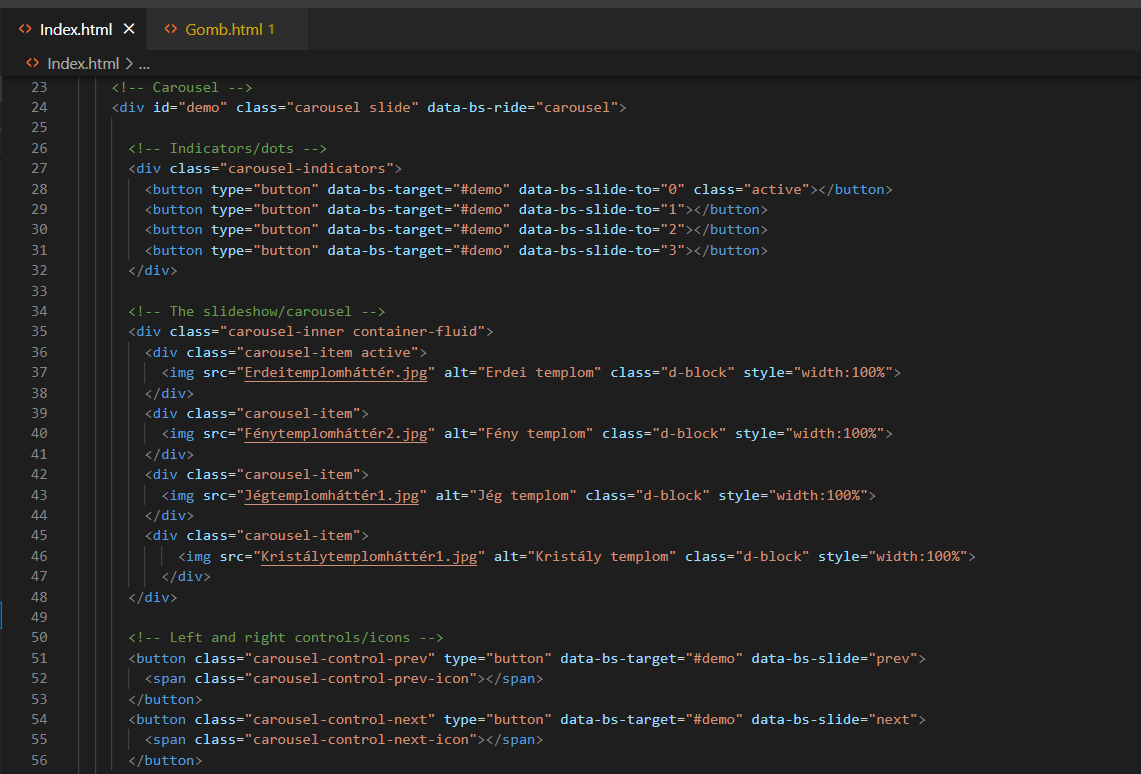 Index.html
Gomb.html 1
Index.html > ...
23 <!-- Carousel -->
24 <div id="demo" class="carousel slide" data-bs-ride="carousel">
25
26 <!-- Indicators/dots -->
27 <div class="carousel-indicators">
28 <button type="button" data-bs-target="#demo" data-bs-slide-to="0" class="active"></button>
29 <button type="button" data-bs-target="#demo" data-bs-slide-to="1"></button>
30 <button type="button" data-bs-target="#demo" data-bs-slide-to="2"></button>
31 <button type="button" data-bs-target="#demo" data-bs-slide-to="3"></button>
32 </div>
33
34 <!-- The slideshow/carousel -->
35 <div class="carousel-inner container-fluid">
36 <div class="carousel-item active">
37 <img src="Erdeitemplomháttér.jpg" alt="Erdei templom" class="d-block" style="width:100%">
38 </div>
39 <div class="carousel-item">
40 <img src="Fénytemplomháttér2.jpg" alt="Fény templom" class="d-block" style="width:100%">
41 </div>
42 <div class="carousel-item">
43 <img src="Jégtemplomháttér1.jpg" alt="Jég templom" class="d-block" style="width:100%">
44 </div>
45 <div class="carousel-item">
46 <img src="Kristálytemplomháttér1.jpg" alt="Kristály templom" class="d-block" style="width:100%">
47 </div>
48 </div>
49
50 <!-- Left and right controls/icons -->
51 <button class="carousel-control-prev" type="button" data-bs-target="#demo" data-bs-slide="prev">
52 <span class="carousel-control-prev-icon"></span>
53 </button>
54 <button class="carousel-control-next" type="button" data-bs-target="#demo" data-bs-slide="next">
55 <span class="carousel-control-next-icon"></span>
56 </button>